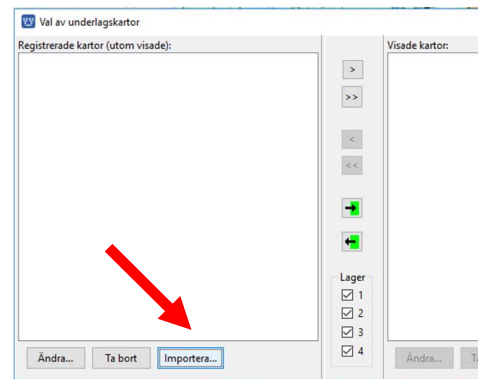 Val av underlagskartor
Registrerade kartor (utom visade):
Visade kartor:
>
>>
<
<<
Lager
1
2
3
4
Ändra...
Ta bort
Importera...
Ändra...